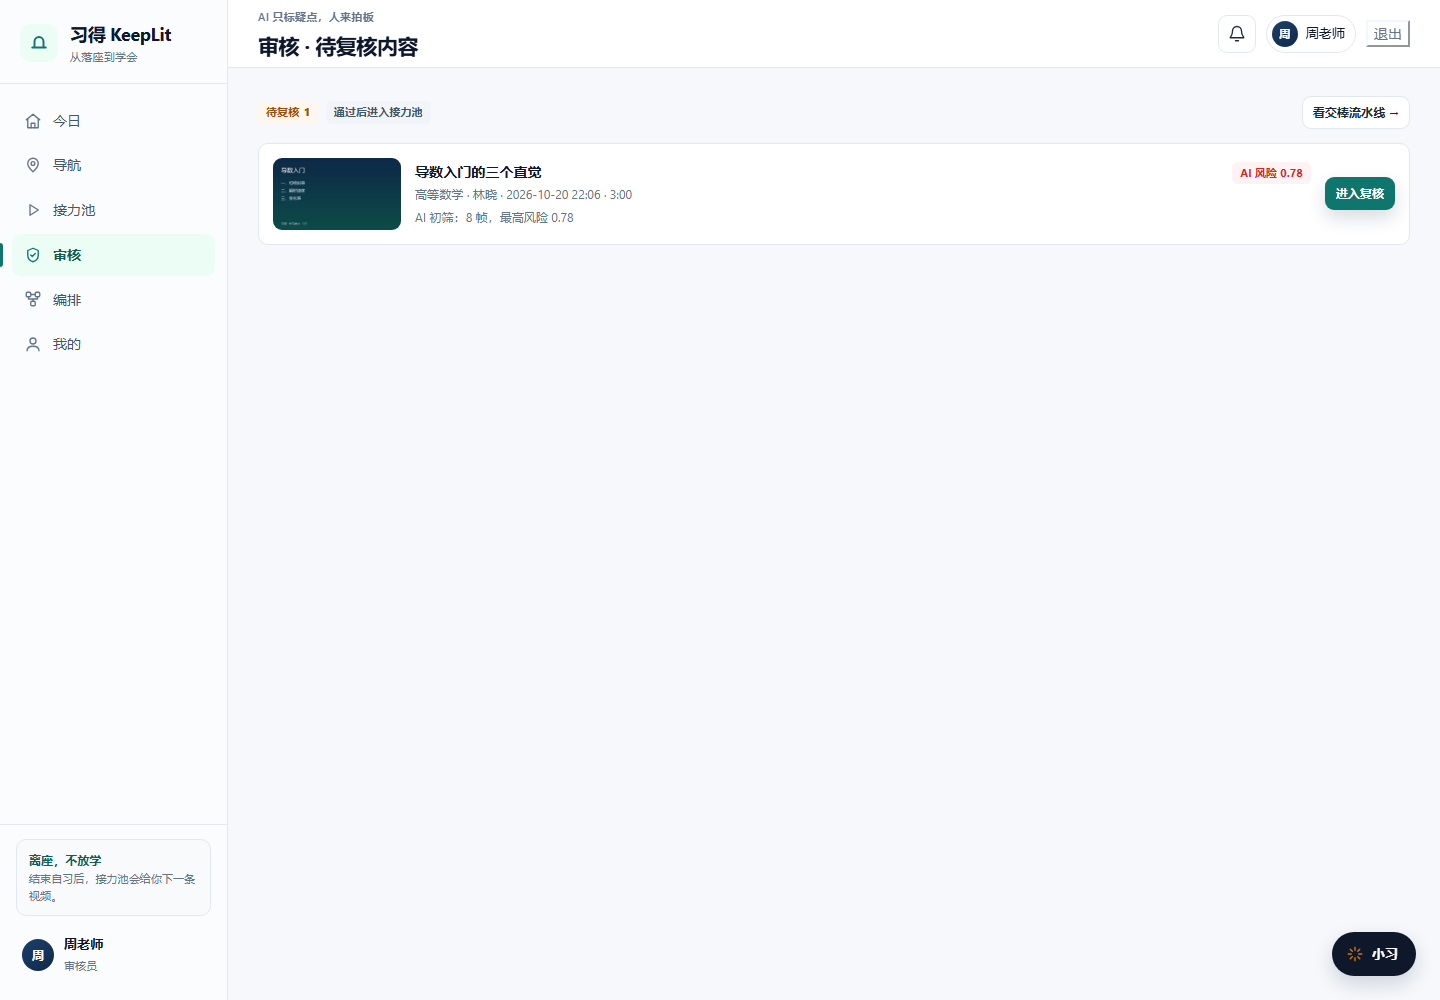 习得 KeepLit
从落座到学会
今日
导航
接力池
审核
编排
我的
离座，不放学
结束自习后，接力池会给你下一条
视频。
周
周老师
审核员
AI 只标疑点，人来拍板
审核 · 待复核内容
周
周老师
退出
待复核 1
通过后进入接力池
看交棒流水线 →
导数入门
导数入门的三个直觉
高等数学 · 林晓 · 2026-10-20 22:06 · 3:00
AI 初筛：8 帧，最高风险 0.78
AI 风险 0.78
进入复核
小习